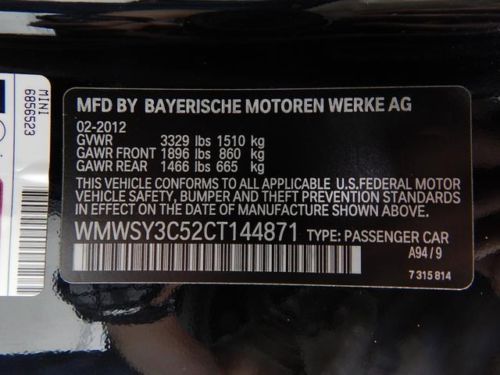 MINI
6856523
MFD BY BAYERISCHE MOTOREN WERKE AG
02-2012
GVWR 3329 lbs 1510 kg
GAWR FRONT 1896 lbs 860 kg
GAWR REAR 1466 lbs 665 kg
THIS VEHICLE CONFORMS TO ALL APPLICABLE U.S.FEDERAL MOTOR
VEHICLE SAFETY, BUMPER AND THEFT PREVENTION STANDARDS
IN EFFECT ON THE DATE OF MANUFACTURE SHOWN ABOVE.
WMWSY3C52CT144871 TYPE: PASSENGER CAR
A94/9
7 315 814